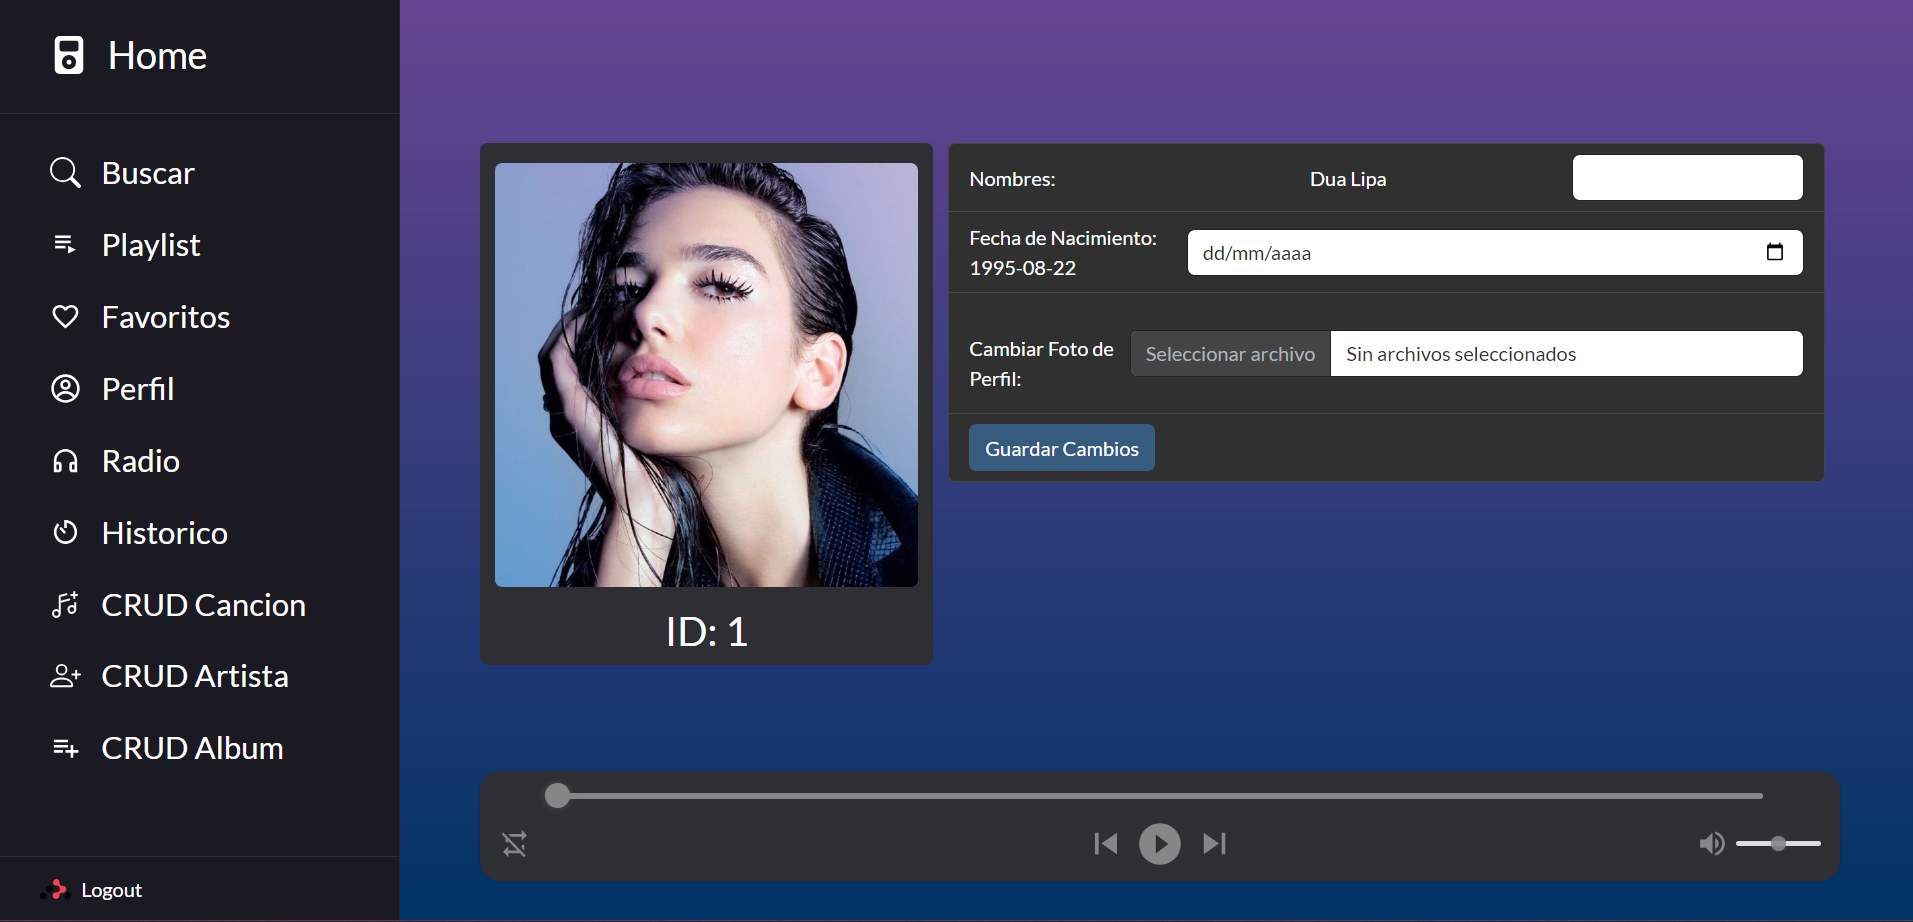 Home
Buscar
Playlist
Favoritos
Perfil
Radio
Historico
CRUD Cancion
CRUD Artista
CRUD Album
Logout
ID: 1
Nombres:
Dua Lipa
Fecha de Nacimiento:
1995-08-22
dd/mm/aaaa
Cambiar Foto de
Perfil:
Seleccionar archivo
Sin archivos seleccionados
Guardar Cambios